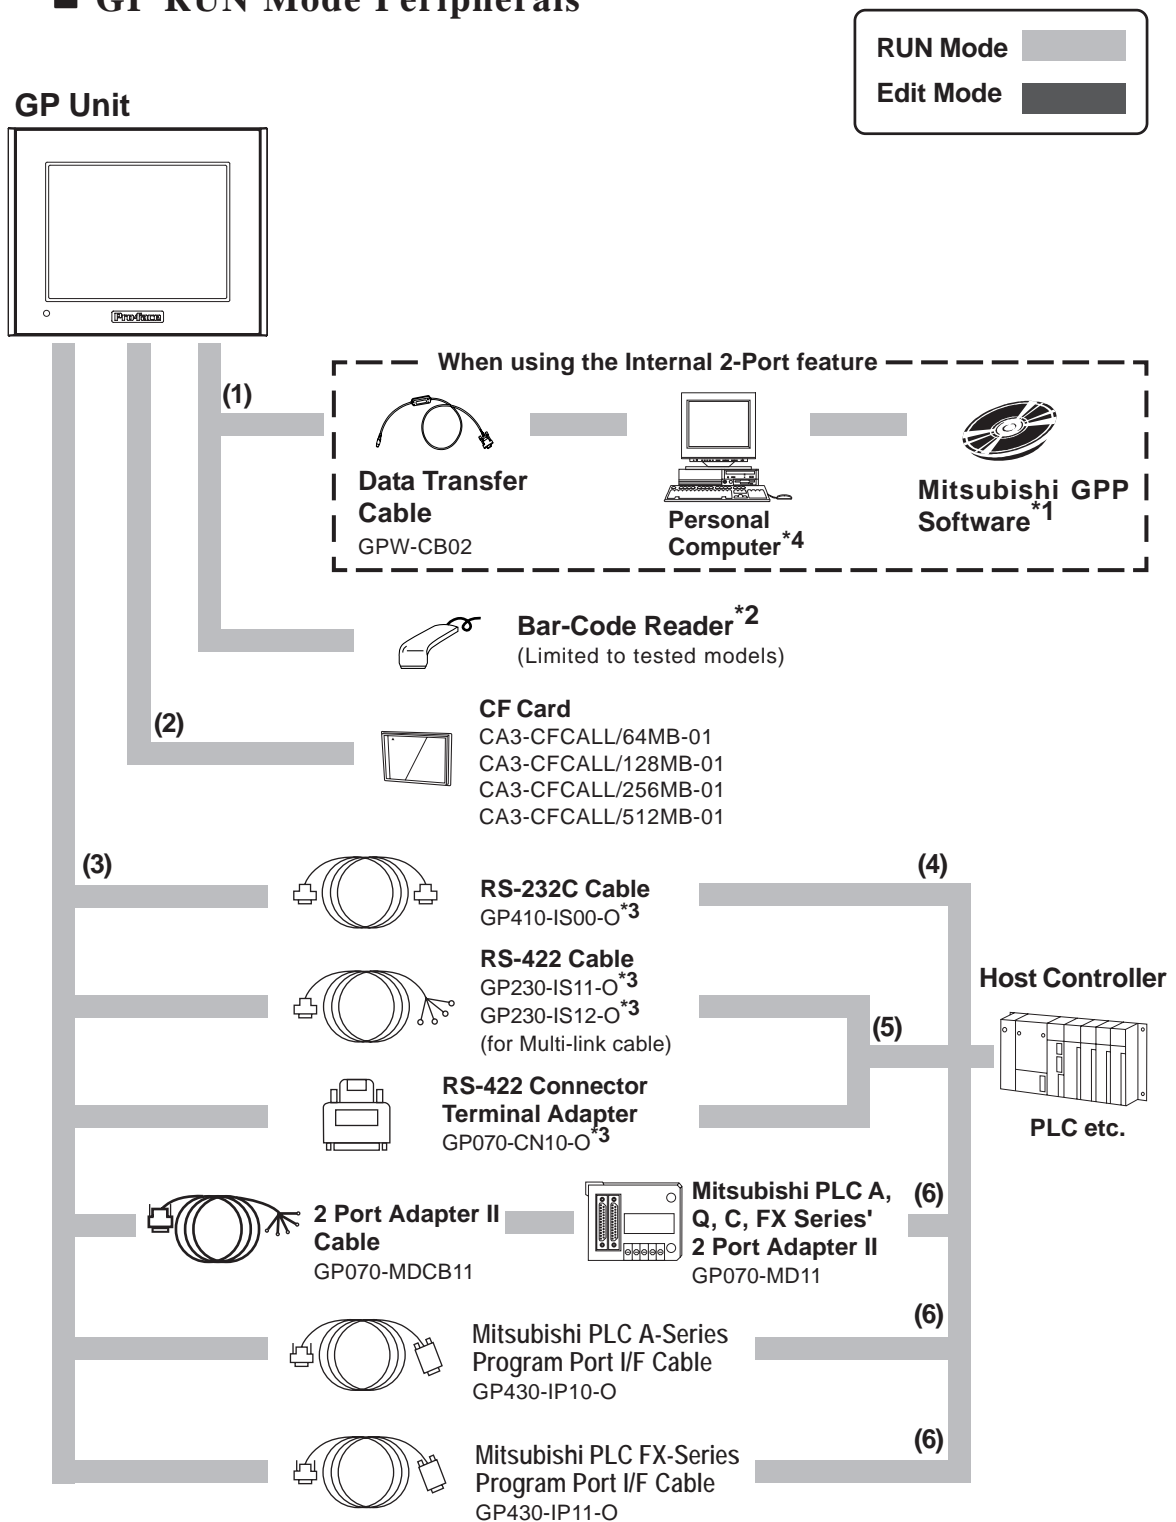 ■ GP RUN Mode Peripherals
RUN Mode
Edit Mode
GP Unit
Pro-face
When using the Internal 2-Port feature
(1)
Data Transfer
Cable
GPW-CB02
Personal
Computer*4
Mitsubishi GPP
Software*1
Bar-Code Reader*2
(Limited to tested models)
(2)
CF Card
CA3-CFCALL/64MB-01
CA3-CFCALL/128MB-01
CA3-CFCALL/256MB-01
CA3-CFCALL/512MB-01
(3)
RS-232C Cable
GP410-IS00-O*3
(4)
RS-422 Cable
GP230-IS11-O*3
GP230-IS12-O*3
(for Multi-link cable)
(5)
Host Controller
PLC etc.
RS-422 Connector
Terminal Adapter
GP070-CN10-O*3
2 Port Adapter II
Cable
GP070-MDCB11
Mitsubishi PLC A,
Q, C, FX Series'
2 Port Adapter II
GP070-MD11
(6)
Mitsubishi PLC A-Series
Program Port I/F Cable
GP430-IP10-O
(6)
Mitsubishi PLC FX-Series
Program Port I/F Cable
GP430-IP11-O
(6)